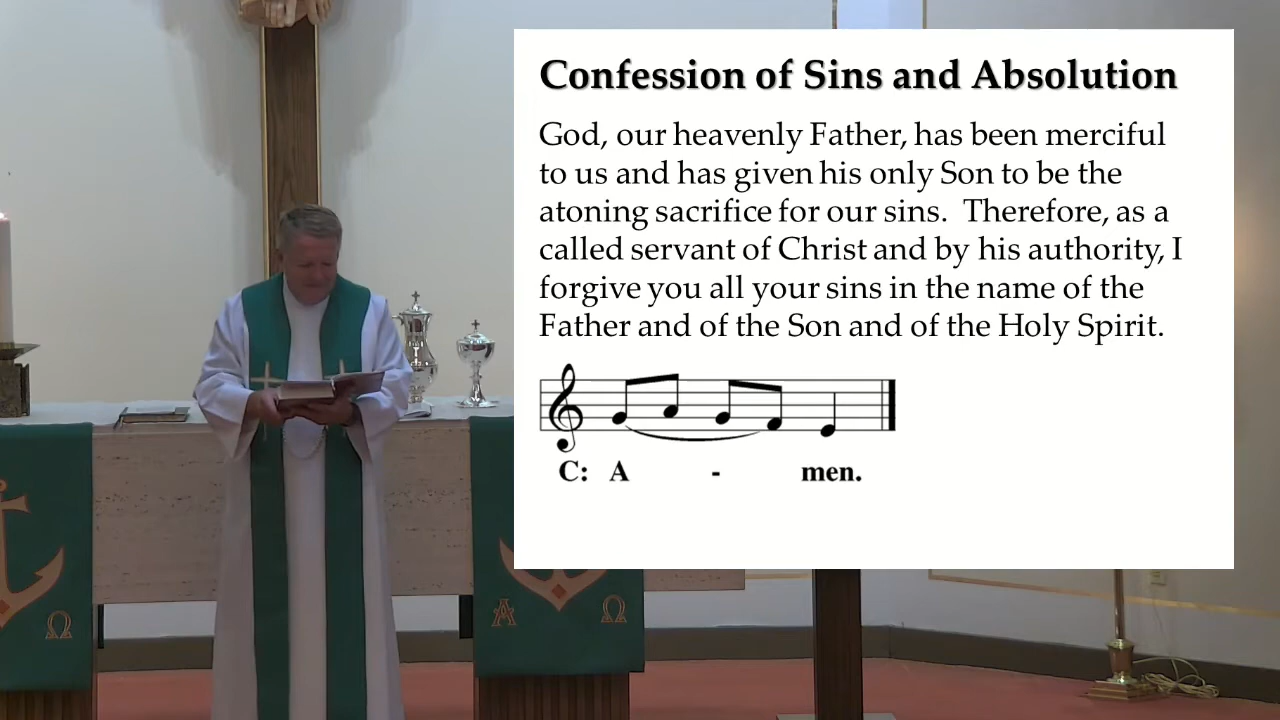 Confession of Sins and Absolution
God, our heavenly Father, has been merciful
to us and has given his only Son to be the
atoning sacrifice for our sins.  Therefore, as a
called servant of Christ and by his authority, I
forgive you all your sins in the name of the
Father and of the Son and of the Holy Spirit.
C: A - men.
Ω
Α Ω